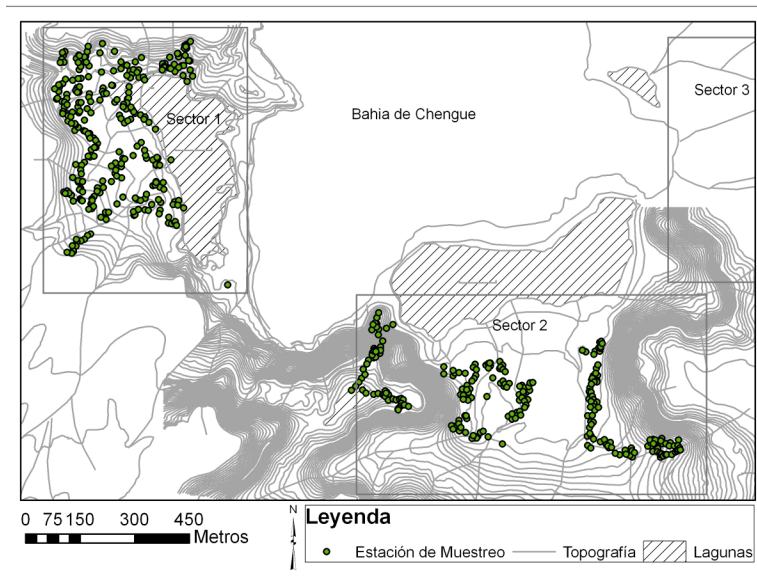 Sector 3
Bahia de Chengue
Sector 1
Sector 2
0 75 150 300 450
Metros
N
Leyenda
Estación de Muestreo
Topografía
Lagunas